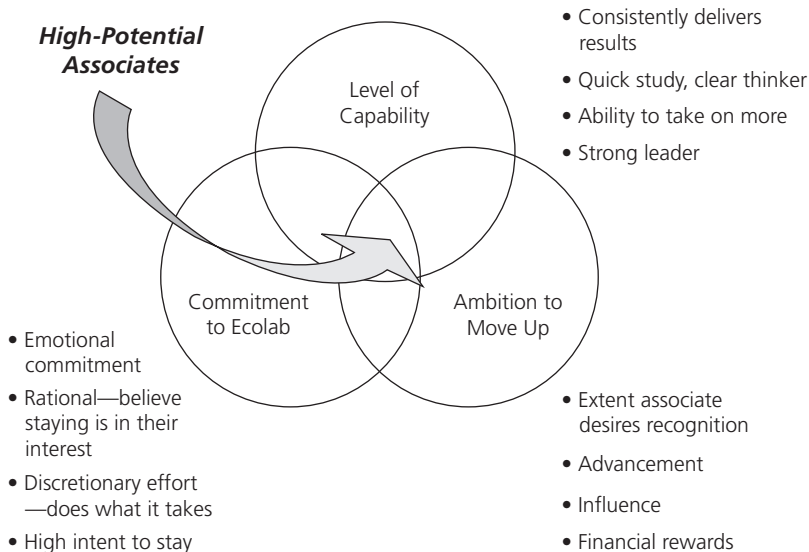 High-Potential
Associates
Level of
Capability
• Consistently delivers
results
• Quick study, clear thinker
• Ability to take on more
• Strong leader
Commitment
to Ecolab
Ambition to
Move Up
• Emotional
commitment
• Rational—believe
staying is in their
interest
• Discretionary effort
—does what it takes
• High intent to stay
• Extent associate
desires recognition
• Advancement
• Influence
• Financial rewards